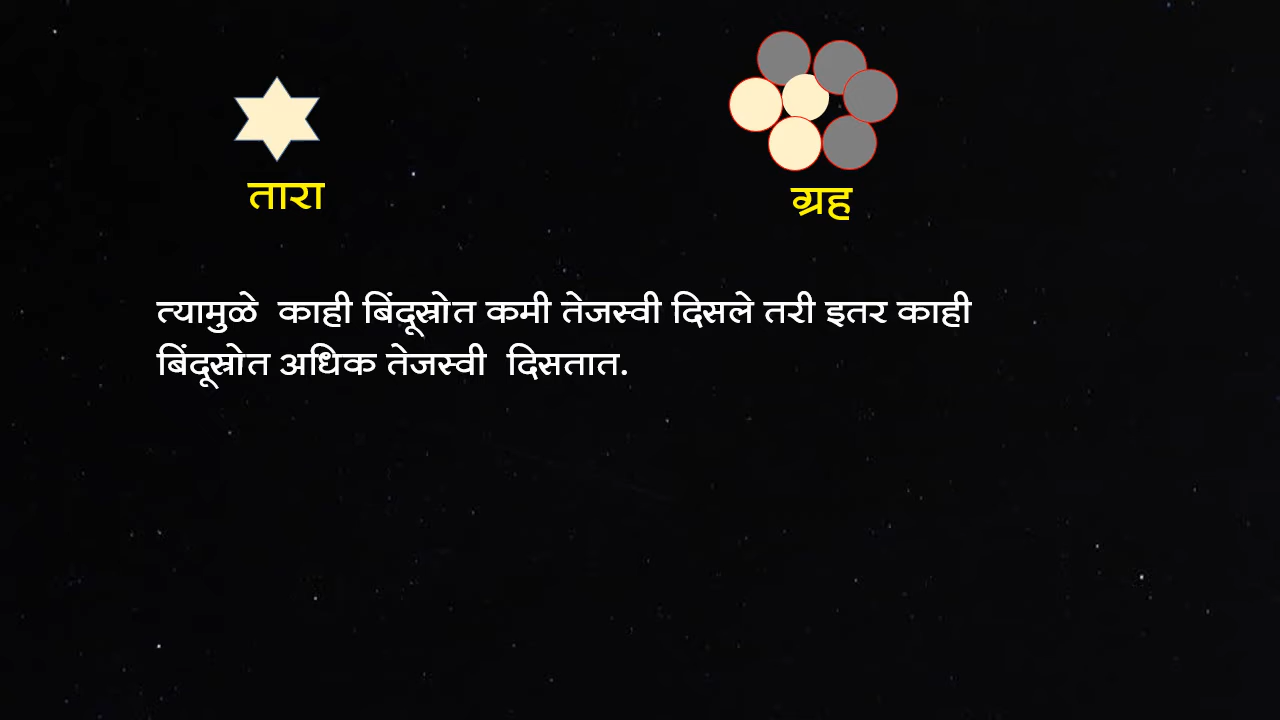 तारा
ग्रह
त्यामुळे काही बिंदूस्रोत कमी तेजस्वी दिसले तरी इतर काही
बिंदूस्रोत अधिक तेजस्वी दिसतात.